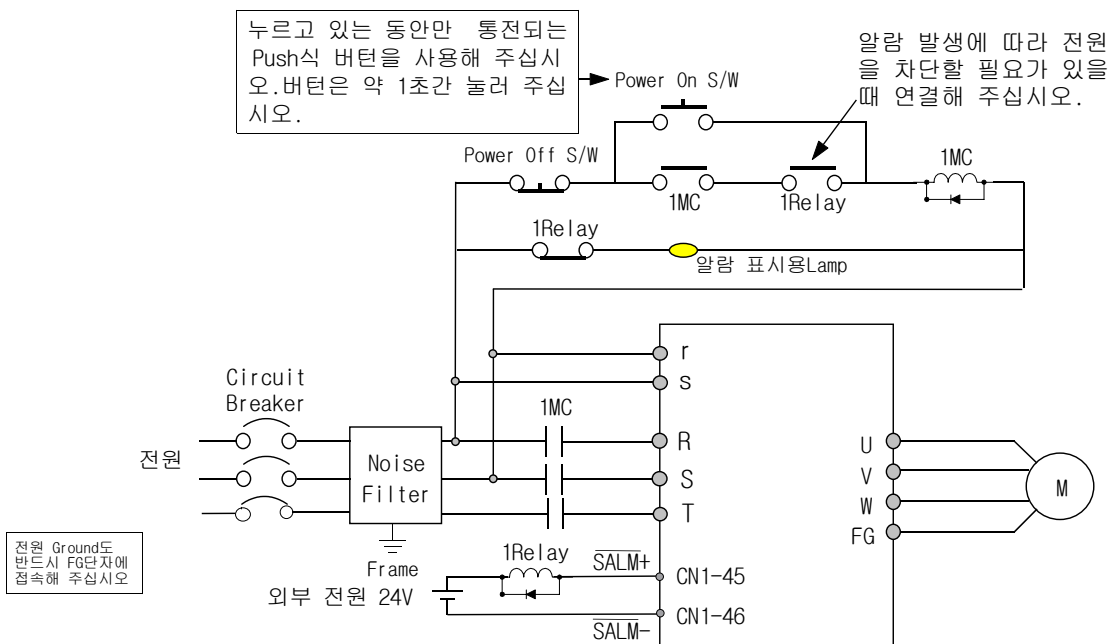 누르고 있는 동안만 통전되는
Push식 버턴을 사용해 주십시
오.버턴은 약 1초간 눌러 주십
시오.
알람 발생에 따라 전원
을 차단할 필요가 있을
때 연결해 주십시오.
Power On S/W
Power Off S/W
1MC
1MC
1Relay
1Relay
알람 표시용Lamp
r
s
Circuit
Breaker
1MC
전원
Noise
Filter
R
S
T
U
V
W
FG
M
전원 Ground도
반드시 FG단자에
접속해 주십시오
Frame
1Relay
SALM+
CN1-45
외부 전원 24V
CN1-46
SALM-